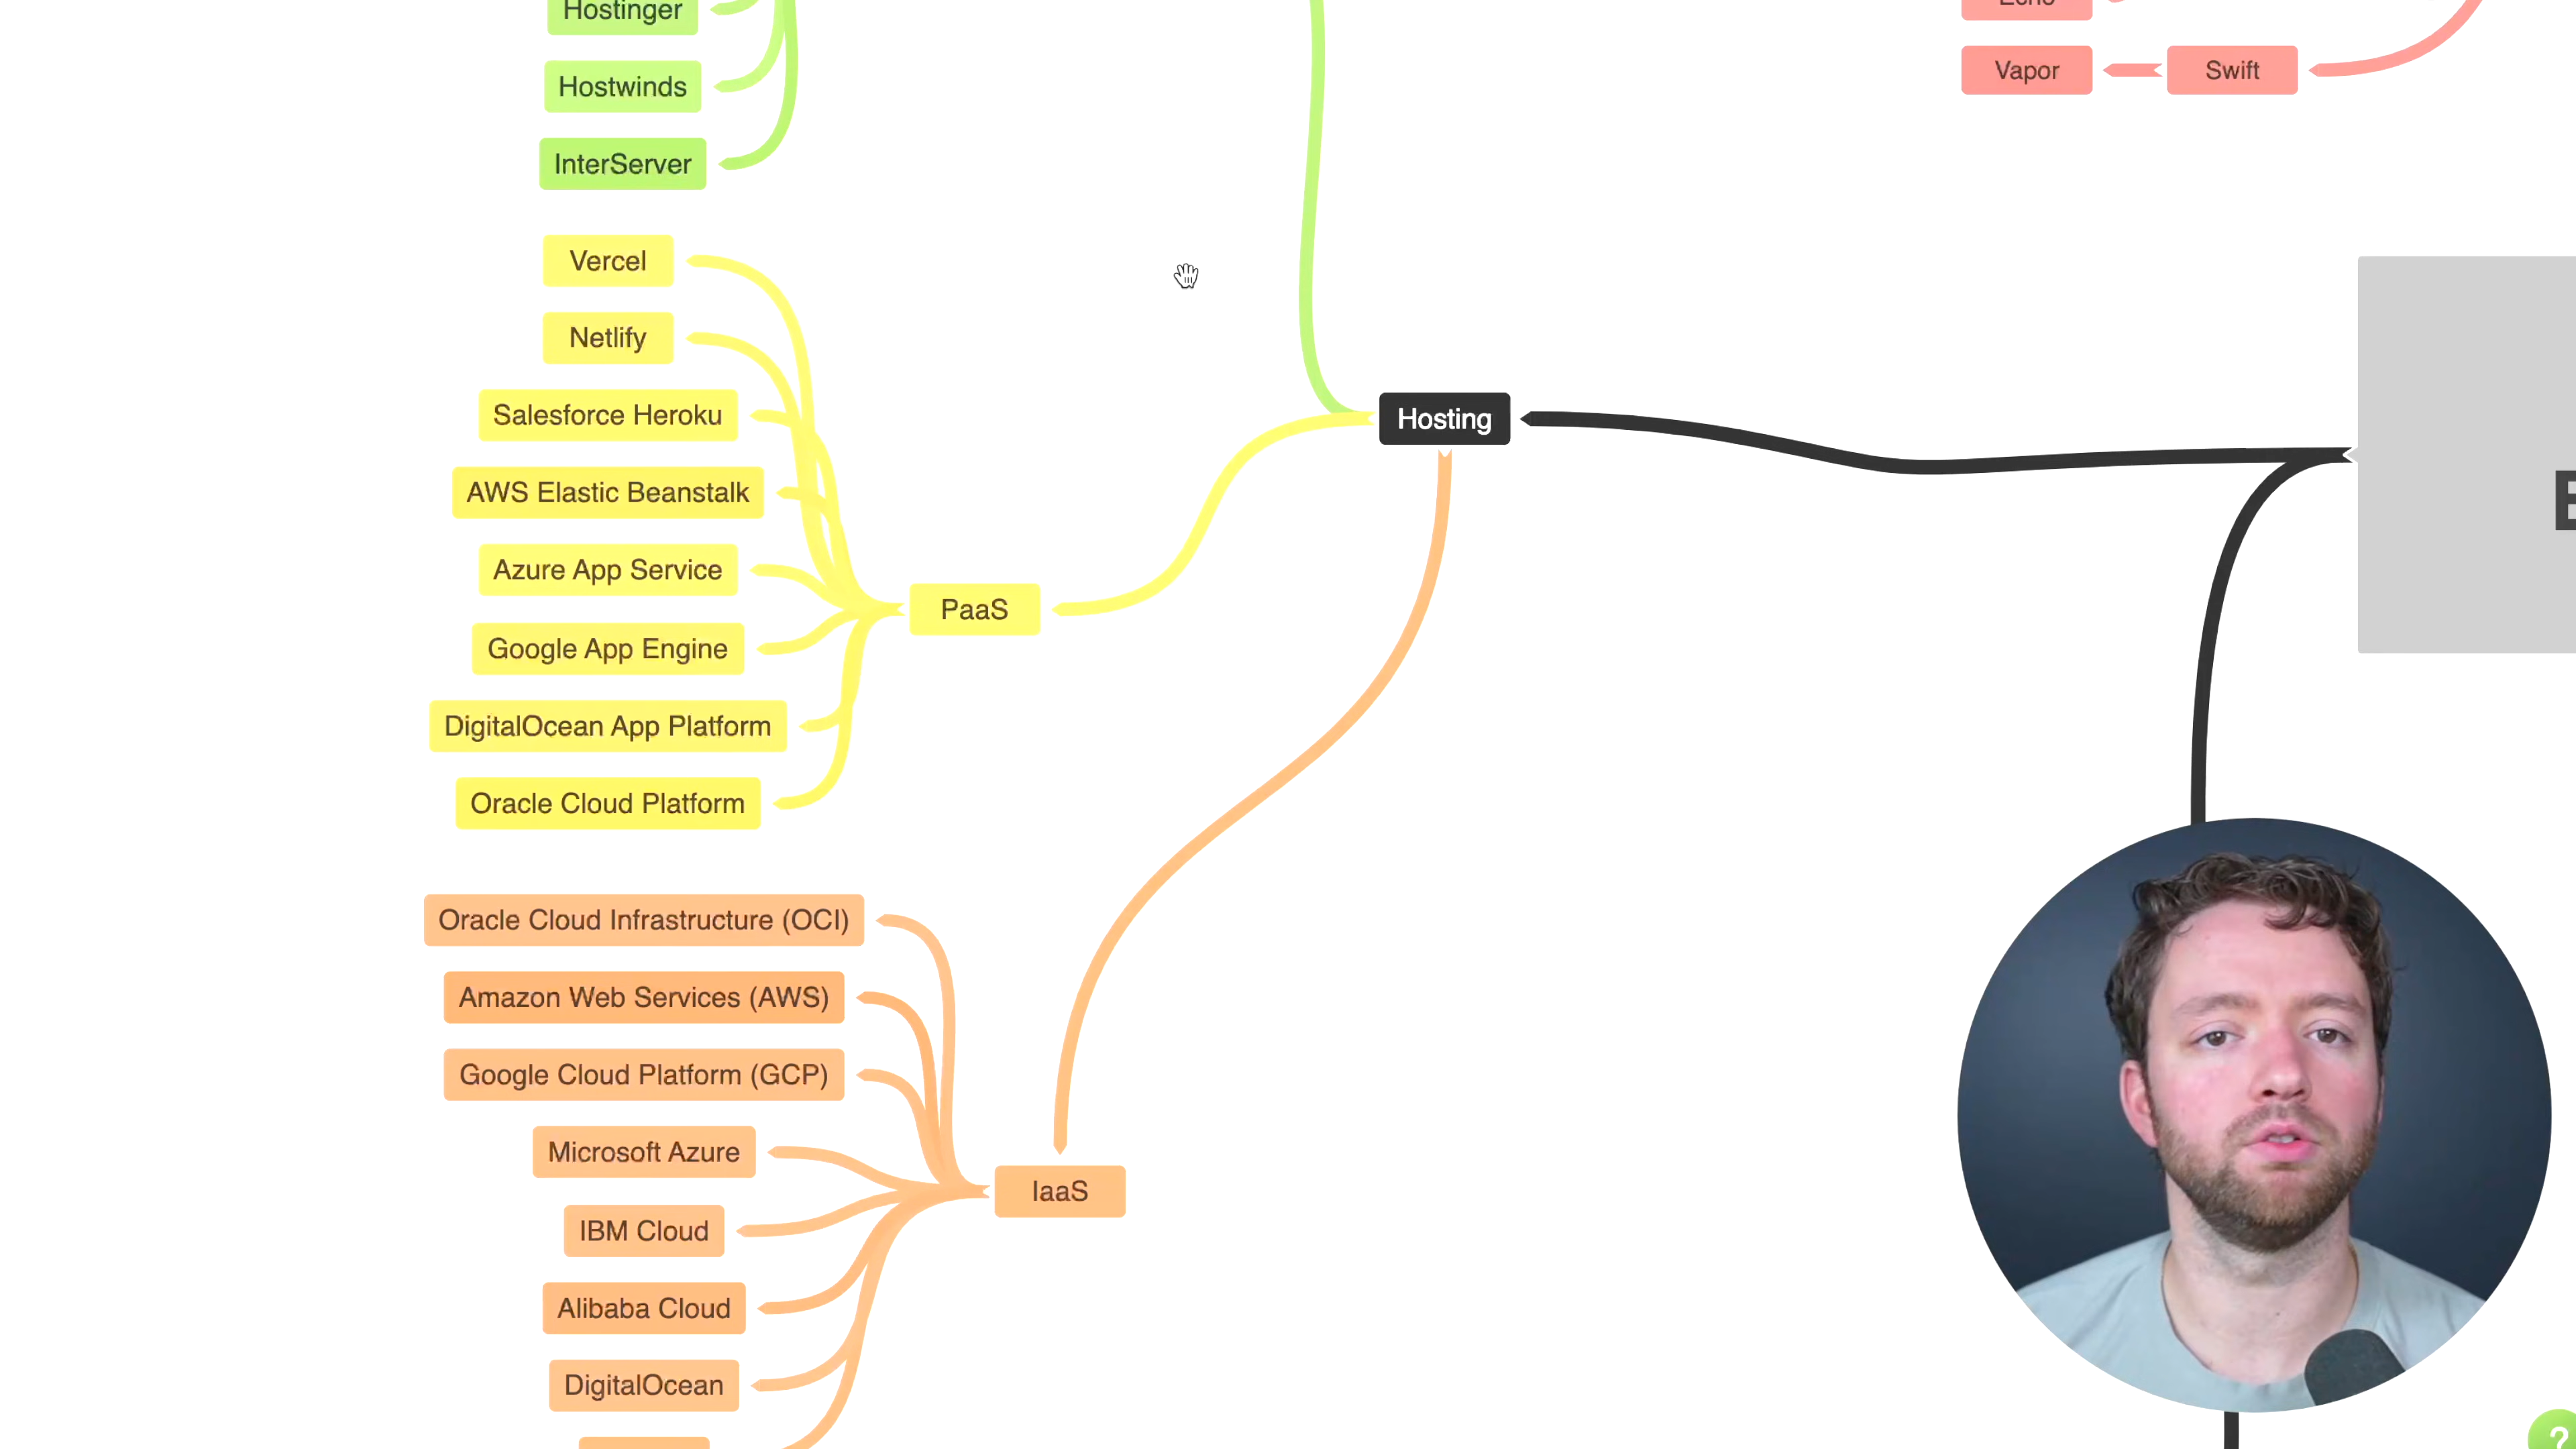 Hostinger
Hostwinds
InterServer
Vercel
Netlify
Salesforce Heroku
AWS Elastic Beanstalk
Azure App Service
Google App Engine
DigitalOcean App Platform
Oracle Cloud Platform
PaaS
Oracle Cloud Infrastructure (OCI)
Amazon Web Services (AWS)
Google Cloud Platform (GCP)
Microsoft Azure
IBM Cloud
Alibaba Cloud
DigitalOcean
IaaS
Hosting
Echo
Vapor
Swift
E
?